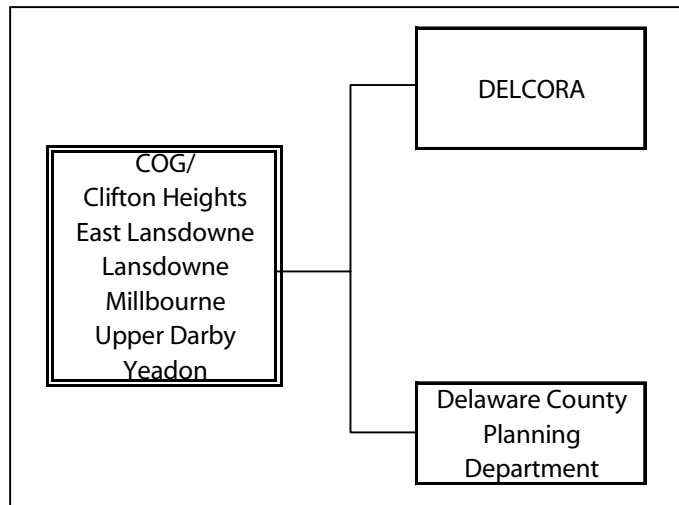 DELCORA
COG/
Clifton Heights
East Lansdowne
Lansdowne
Millbourne
Upper Darby
Yeadon
Delaware County
Planning
Department